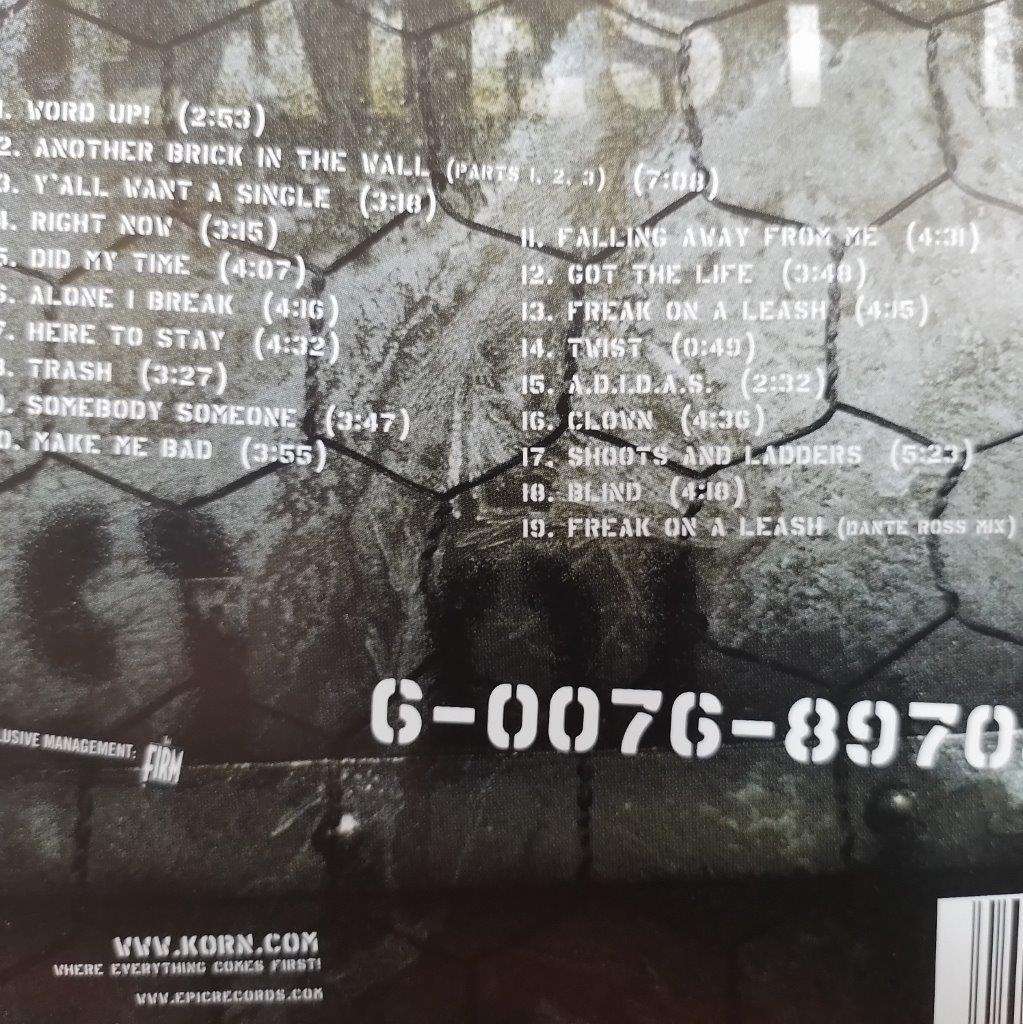 1. WORD UP! (2:53)
2. ANOTHER BRICK IN THE WALL (PARTS 1, 2, 3) (7:08)
3. Y'ALL WANT A SINGLE (3:18)
4. RIGHT NOW (3:15)
5. DID MY TIME (4:07)
6. ALONE I BREAK (4:16)
7. HERE TO STAY (4:32)
8. TRASH (3:27)
9. SOMEBODY SOMEONE (3:47)
0. MAKE ME BAD (3:55)
11. FALLING AWAY FROM ME (4:31)
12. GOT THE LIFE (3:48)
13. FREAK ON A LEASH (4:15)
14. TWIST (0:49)
15. A.D.I.D.A.S. (2:32)
16. CLOWN (4:36)
17. SHOOTS AND LADDERS (5:23)
18. BLIND (4:18)
19. FREAK ON A LEASH (DANTE ROSS MIX)
6-0076-8970
LUSIVE MANAGEMENT: THE FIRM
WWW.KORN.COM
WHERE EVERYTHING COMES FIRST!
WWW.EPICRECORDS.COM